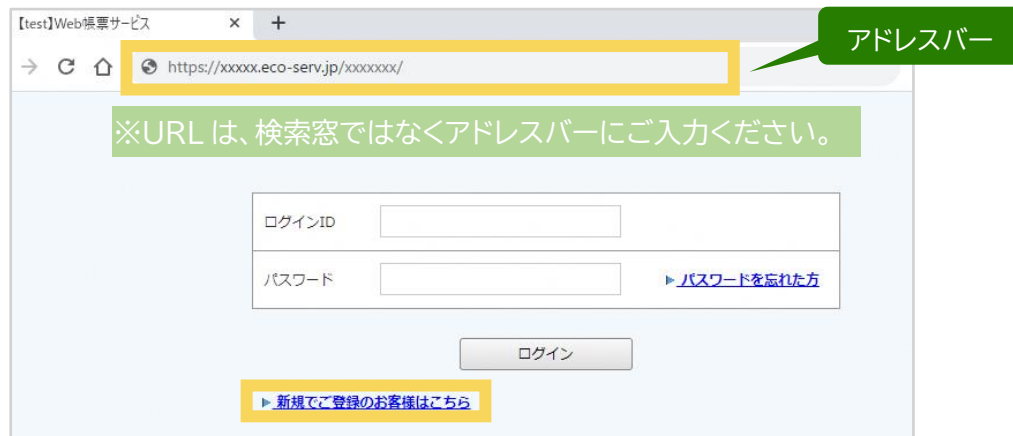 【test】Web帳票サービス
アドレスバー
https://xxxxx.eco-serv.jp/xxxxxxx/
※URL は、検索窓ではなくアドレスバーにご入力ください。
ログインID
パスワード
パスワードを忘れた方
ログイン
新規でご登録のお客様はこちら